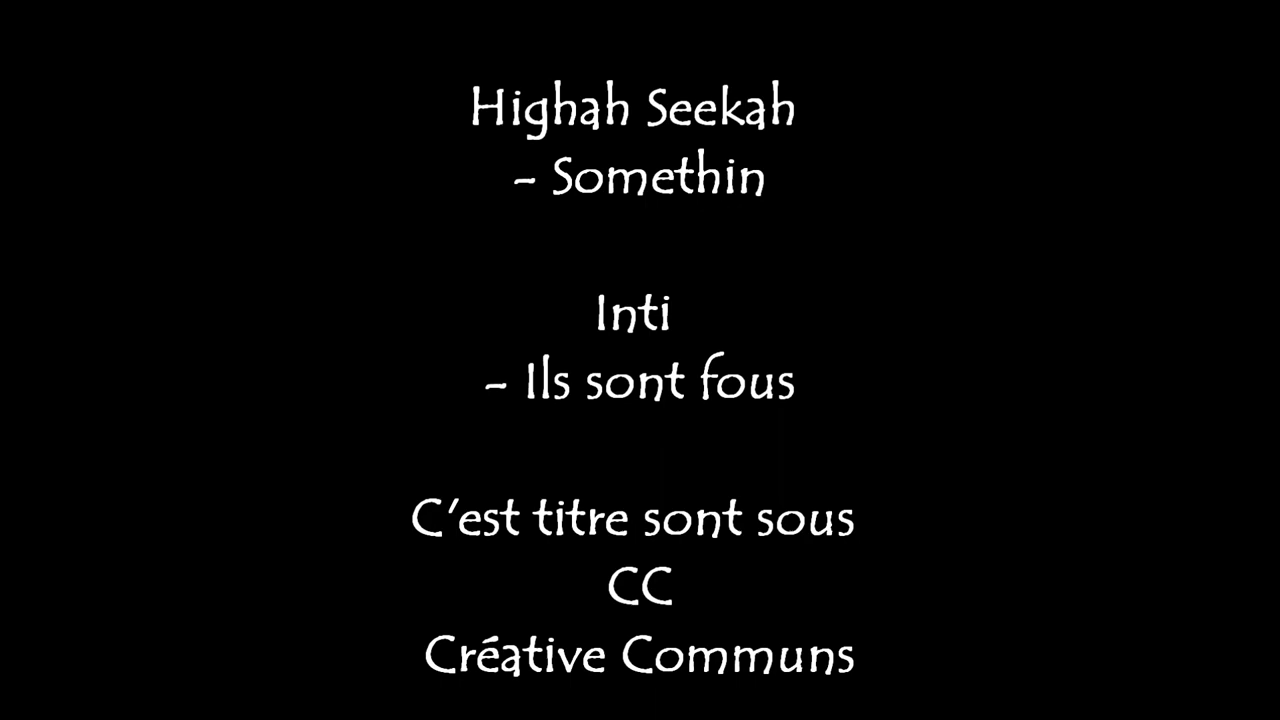 Highah Seekah
- Somethin
Inti
- Ils sont fous
C'est titre sont sous
CC
Créative Communs